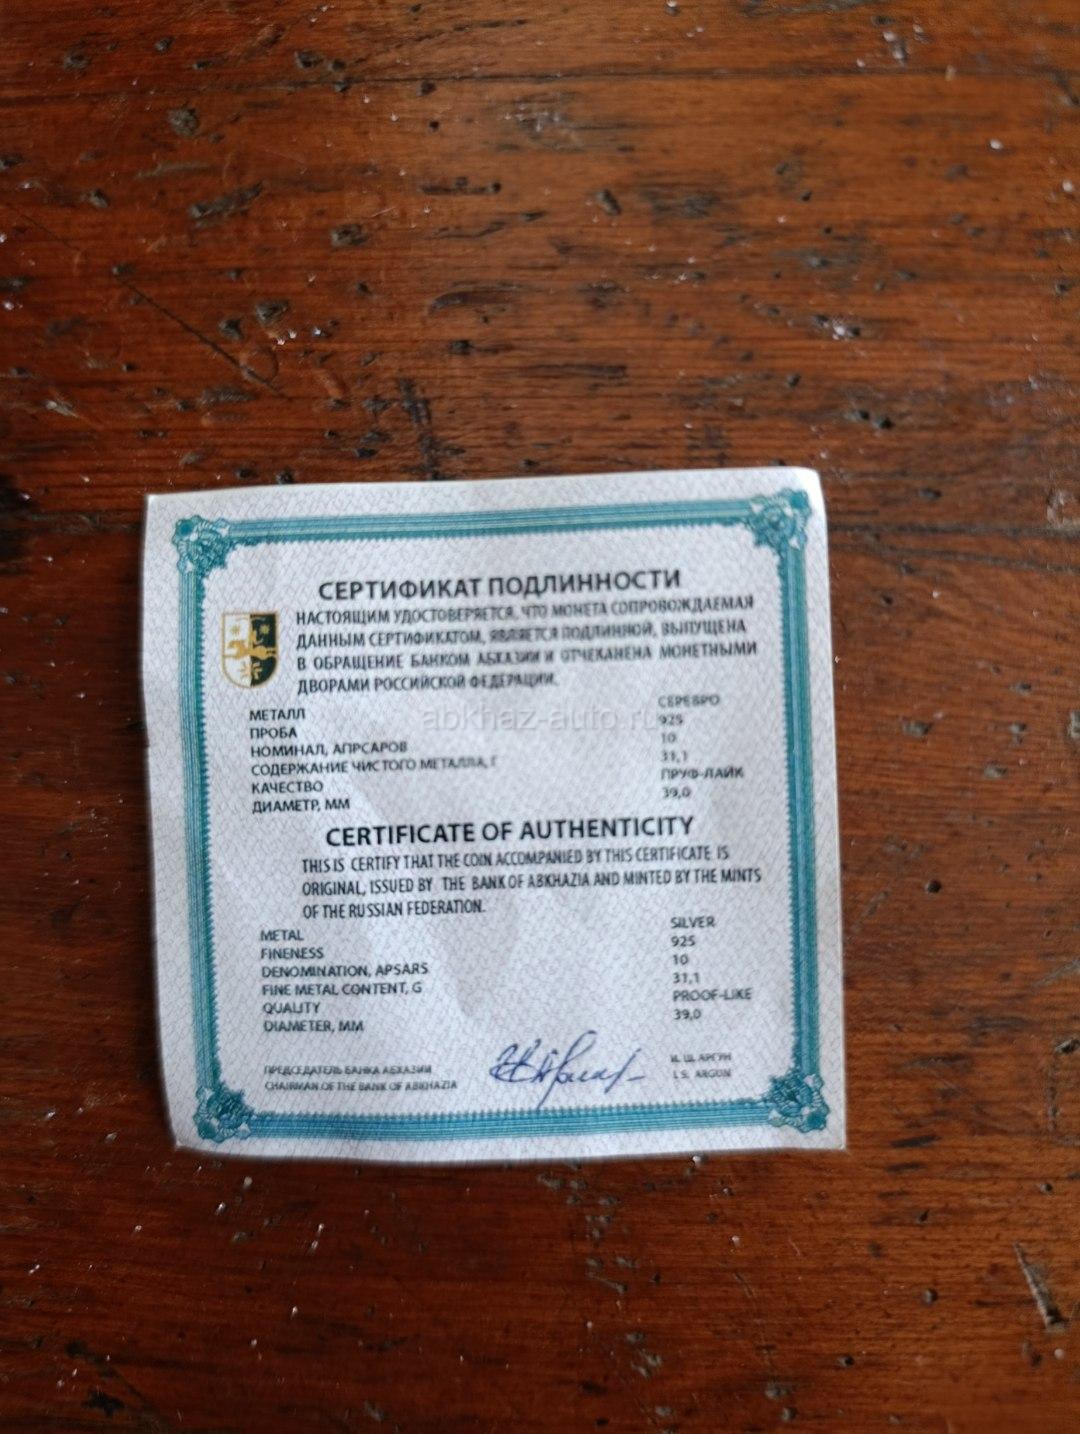 СЕРТИФИКАТ ПОДЛИННОСТИ
НАСТОЯЩИМ УДОСТОВЕРЯЕТСЯ, ЧТО МОНЕТА СОПРОВОЖДАЕМАЯ
ДАННЫМ СЕРТИФИКАТОМ, ЯВЛЯЕТСЯ ПОДЛИННОЙ, ВЫПУЩЕНА
В ОБРАЩЕНИЕ БАНКОМ АБХАЗИИ И ОТЧЕКАНЕНА МОНЕТНЫМИ
ДВОРАМИ РОССИЙСКОЙ ФЕДЕРАЦИИ.
МЕТАЛЛ СЕРЕБРО
ПРОБА 925
НОМИНАЛ, АПРСАРОВ 10
СОДЕРЖАНИЕ ЧИСТОГО МЕТАЛЛА, Г 31,1
КАЧЕСТВО ПРУФ-ЛАЙК
ДИАМЕТР, ММ 39,0
abkhaz-auto.ru
CERTIFICATE OF AUTHENTICITY
THIS IS CERTIFY THAT THE COIN ACCOMPANIED BY THIS CERTIFICATE IS
ORIGINAL, ISSUED BY THE BANK OF ABKHAZIA AND MINTED BY THE MINTS
OF THE RUSSIAN FEDERATION.
METAL SILVER
FINENESS 925
DENOMINATION, APSARS 10
FINE METAL CONTENT, G 31,1
QUALITY PROOF-LIKE
DIAMETER, MM 39,0
ПРЕДСЕДАТЕЛЬ БАНКА АБХАЗИИ И. Ш. АРГУН
CHAIRMAN OF THE BANK OF ABKHAZIA I. S. ARGUN